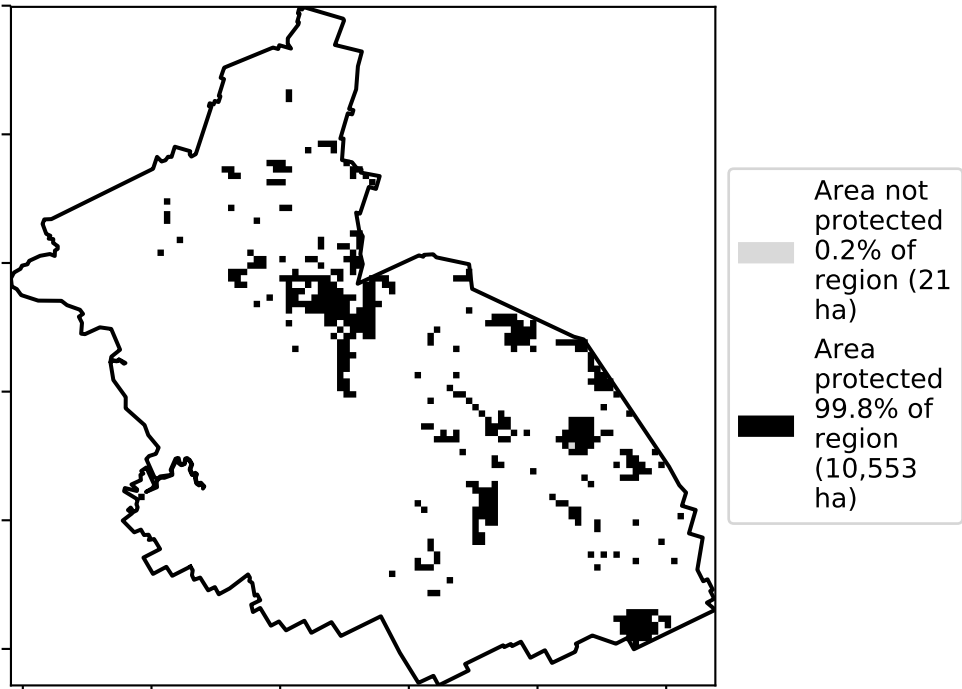 Area not
protected
0.2% of
region (21
ha)
Area
protected
99.8% of
region
(10,553
ha)